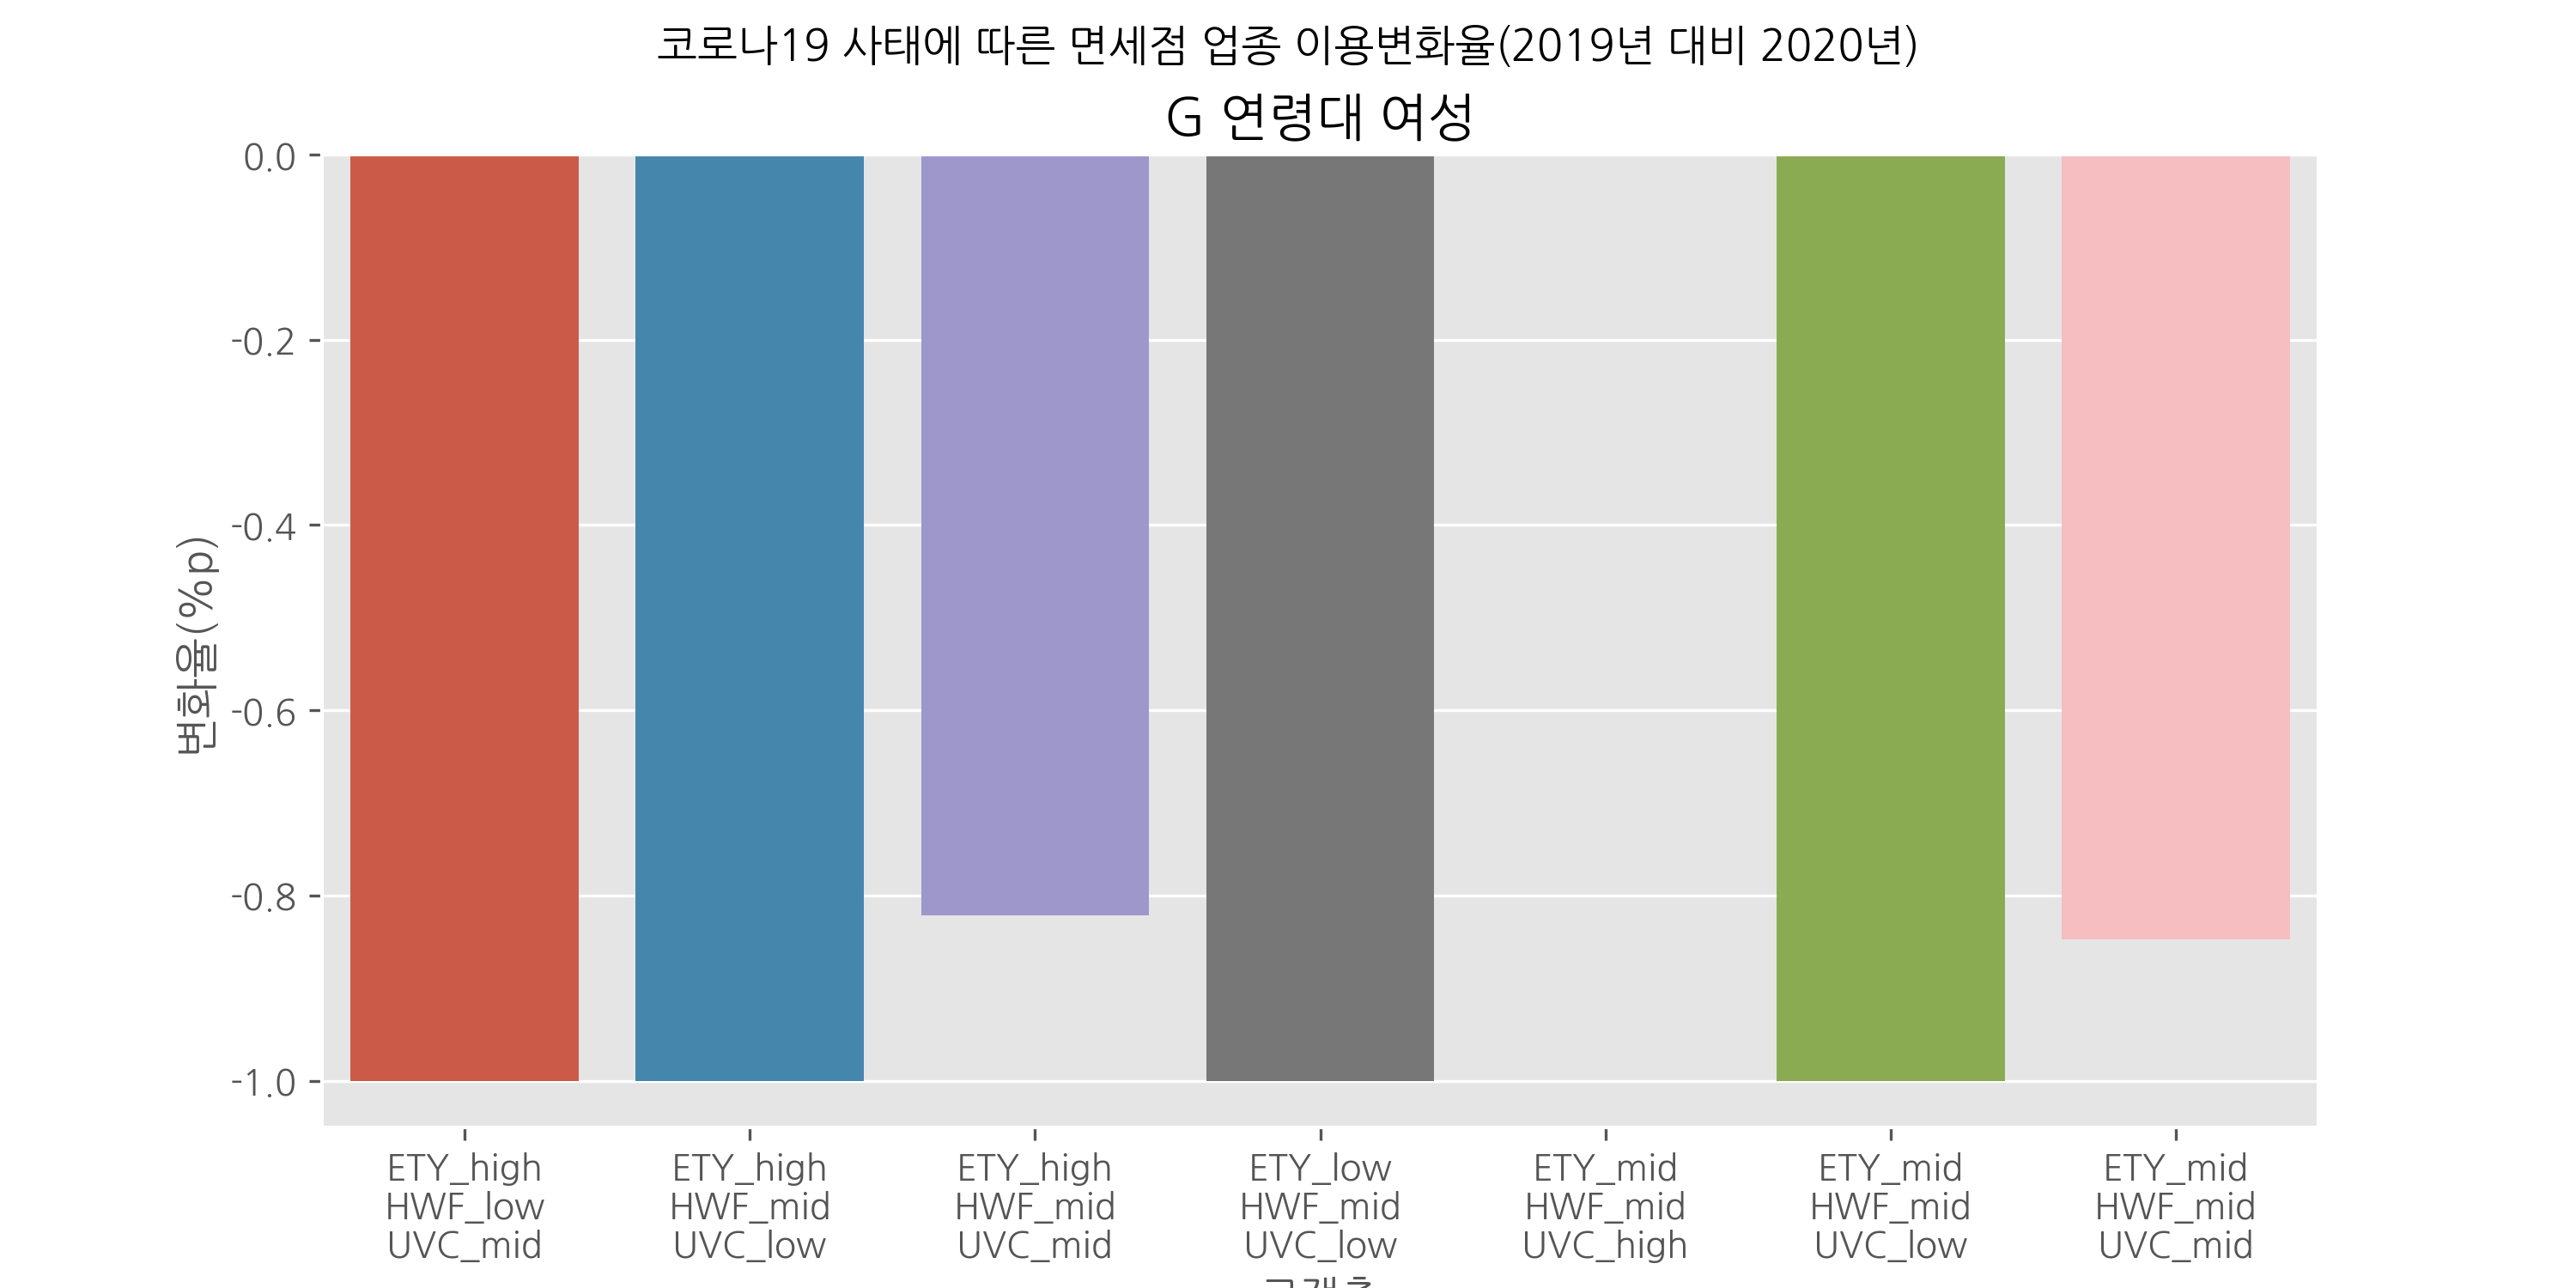 코로나19 사태에 따른 면세점 업종 이용변화율(2019년 대비 2020년)
G 연령대 여성
변화율(%p)
0.0
-0.2
-0.4
-0.6
-0.8
-1.0
ETY_high
HWF_low
UVC_mid
ETY_high
HWF_mid
UVC_low
ETY_high
HWF_mid
UVC_mid
ETY_low
HWF_mid
UVC_low
ETY_mid
HWF_mid
UVC_high
ETY_mid
HWF_mid
UVC_low
ETY_mid
HWF_mid
UVC_mid